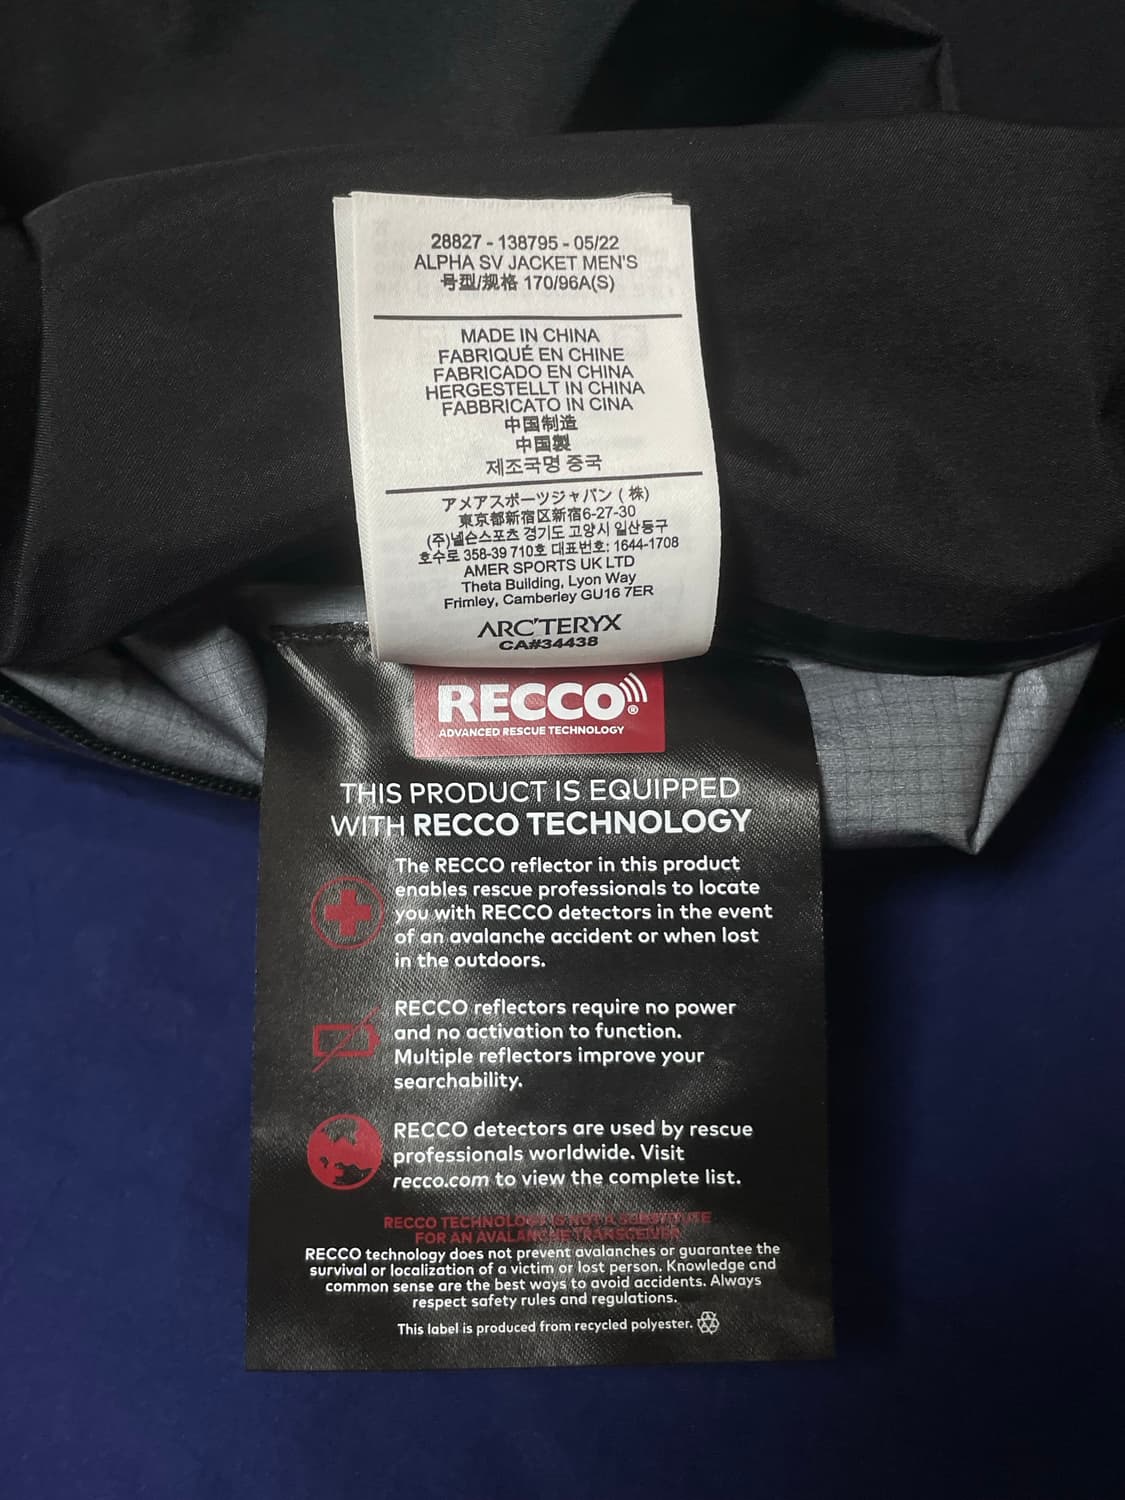 28827 - 138795 - 05/22
ALPHA SV JACKET MEN'S
号型/规格 170/96A(S)
MADE IN CHINA
FABRIQUÉ EN CHINE
FABRICADO EN CHINA
HERGESTELLT IN CHINA
FABBRICATO IN CINA
中国制造
中国製
제조국명 중국
アメアスポーツジャパン ( 株)
東京都新宿区新宿6-27-30
(주)넬슨스포츠 경기도 고양시 일산동구
호수로 358-39 710호 대표번호: 1644-1708
AMER SPORTS UK LTD
Theta Building, Lyon Way
Frimley, Camberley GU16 7ER
ARC'TERYX
CA#34438
RECCO®
ADVANCED RESCUE TECHNOLOGY
THIS PRODUCT IS EQUIPPED
WITH RECCO TECHNOLOGY
The RECCO reflector in this product
enables rescue professionals to locate
you with RECCO detectors in the event
of an avalanche accident or when lost
in the outdoors.
RECCO reflectors require no power
and no activation to function.
Multiple reflectors improve your
searchability.
RECCO detectors are used by rescue
professionals worldwide. Visit
recco.com to view the complete list.
RECCO TECHNOLOGY IS NOT A SUBSTITUTE
FOR AN AVALANCHE TRANSCEIVER
RECCO technology does not prevent avalanches or guarantee the
survival or localization of a victim or lost person. Knowledge and
common sense are the best ways to avoid accidents. Always
respect safety rules and regulations.
This label is produced from recycled polyester.